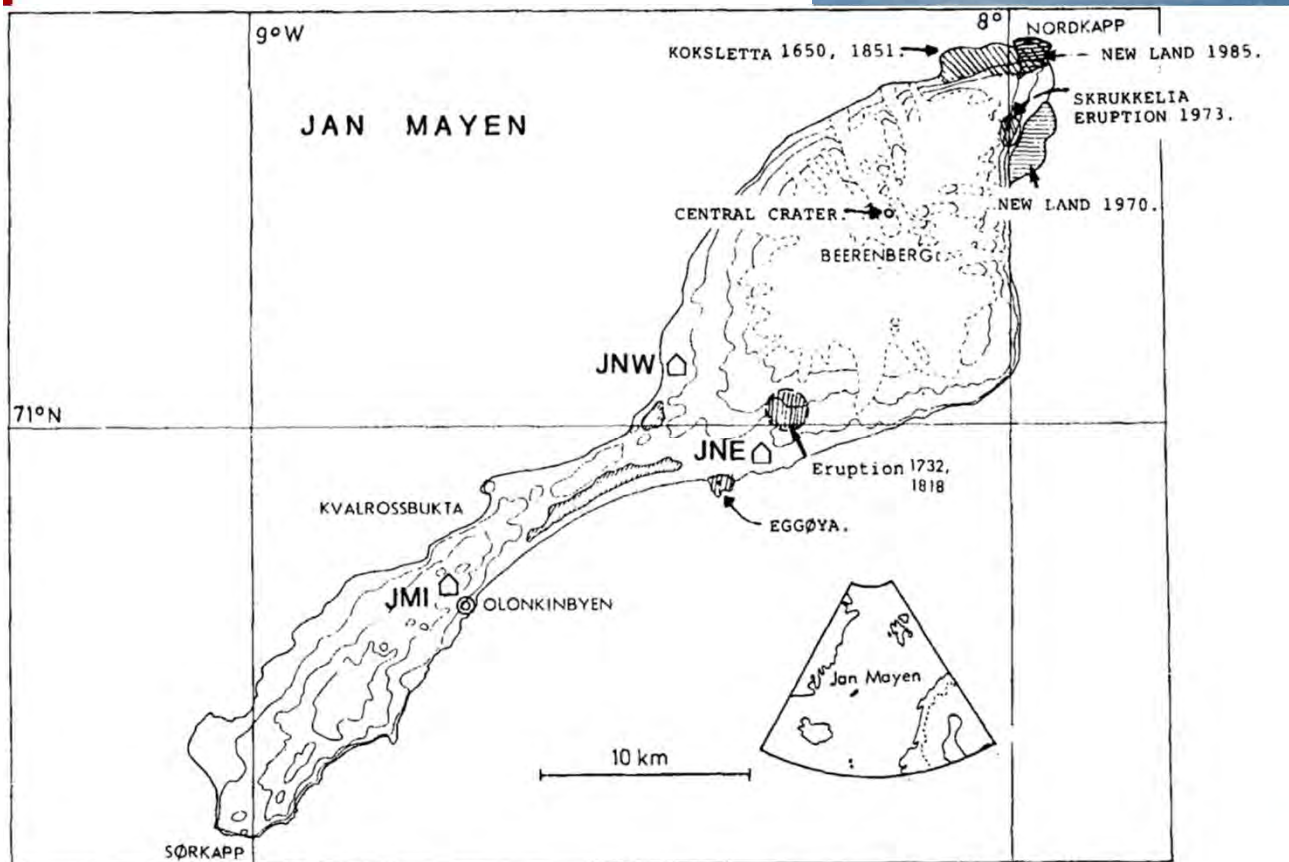 9°W
8°
NORDKAPP
KOKSLETTA 1650, 1851.
NEW LAND 1985.
SKRUKKELIA
ERUPTION 1973.
JAN MAYEN
NEW LAND 1970.
CENTRAL CRATER.
BEERENBERG
JNW
71°N
JNE
Eruption 1732,
1818
KVALROSSBUKTA
EGGØYA.
JMI
OLONKINBYEN
Jan Mayen
10 km
SØRKAPP